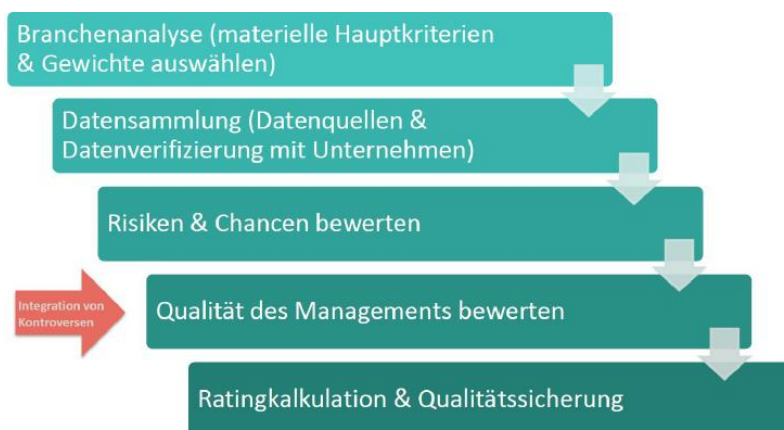 Branchenanalyse (materielle Hauptkriterien
& Gewichte auswählen)
Datensammlung (Datenquellen &
Datenverifizierung mit Unternehmen)
Risiken & Chancen bewerten
Integration von
Kontroversen
Qualität des Managements bewerten
Ratingkalkulation & Qualitätssicherung